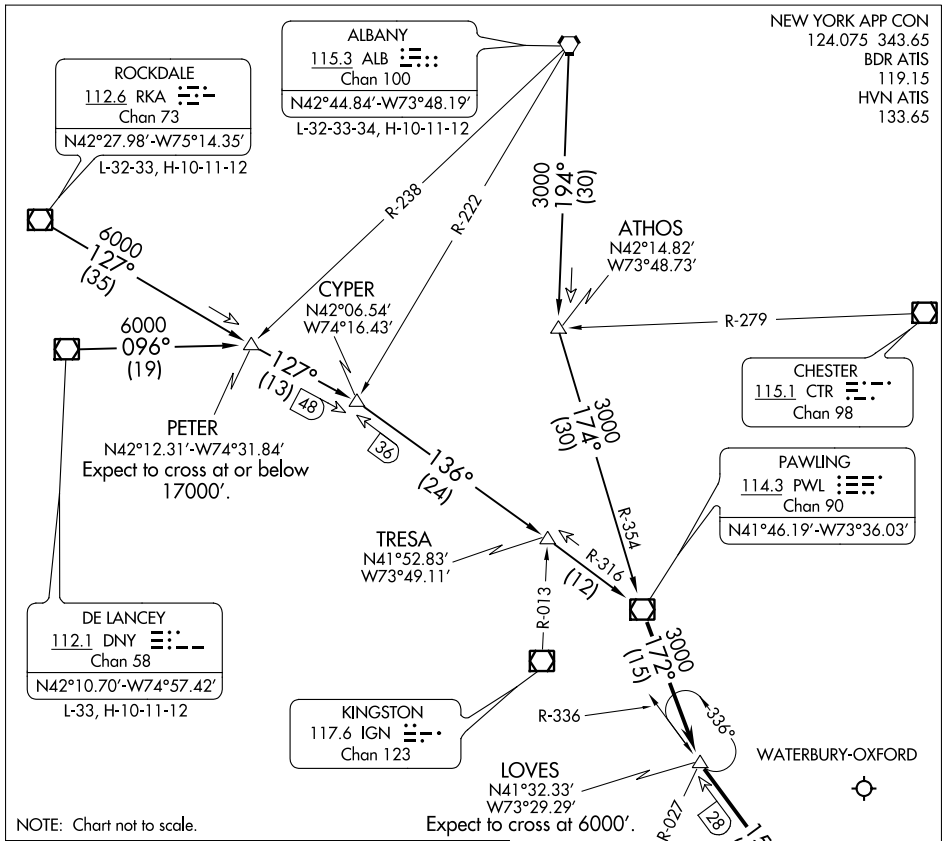 NEW YORK APP CON
124.075 343.65
BDR ATIS
119.15
HVN ATIS
133.65
ALBANY
115.3 ALB
Chan 100
N42°44.84'-W73°48.19'
L-32-33-34, H-10-11-12
ROCKDALE
112.6 RKA
Chan 73
N42°27.98'-W75°14.35'
L-32-33, H-10-11-12
R-238
R-222
3000
194°
(30)
ATHOS
N42°14.82'
W73°48.73'
6000
127°
(35)
CYPER
N42°06.54'
W74°16.43'
R-279
6000
096°
(19)
127°
(13)
48
CHESTER
115.1 CTR
Chan 98
PETER
N42°12.31'-W74°31.84'
Expect to cross at or below
17000'.
36
136°
(24)
3000
174°
(30)
PAWLING
114.3 PWL
Chan 90
N41°46.19'-W73°36.03'
R-354
TRESA
N41°52.83'
W73°49.11'
R-316
(12)
R-013
DE LANCEY
112.1 DNY
Chan 58
N42°10.70'-W74°57.42'
L-33, H-10-11-12
3000
172°
(15)
KINGSTON
117.6 IGN
Chan 123
R-336
336°
WATERBURY-OXFORD
LOVES
N41°32.33'
W73°29.29'
Expect to cross at 6000'.
R-027
28
NOTE: Chart not to scale.